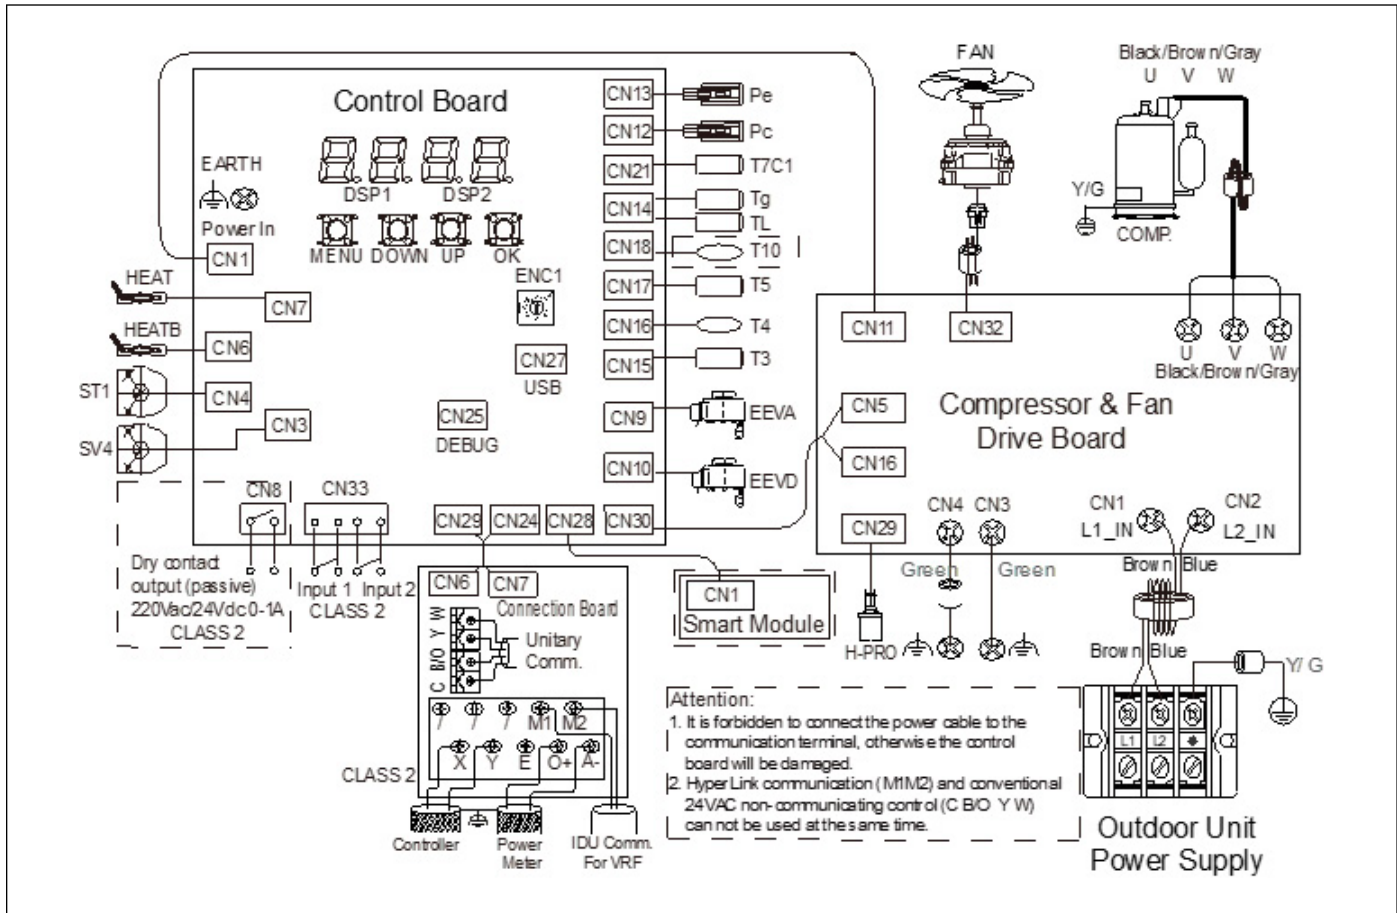 FAN
Black/Brown/Gray
U V W
Control Board
CN13
Pe
CN12
Pc
EARTH
CN21
T7C1
DSP1 DSP2
CN14
Tg
TL
Y/G
COMP.
Power In
CN1
MENU DOWN UP OK
CN18
T10
HEAT
CN7
ENC1
CN17
T5
HEATB
CN6
CN16
T4
CN11
CN32
U V W
Black/Brown/Gray
CN27
USB
CN15
T3
ST1
CN4
CN25
DEBUG
CN9
EEVA
CN5
Compressor & Fan
Drive Board
SV4
CN3
CN10
EEVD
CN16
CN8
CN33
CN29
CN24
CN28
CN30
CN29
CN4 CN3
CN1
L1_IN
CN2
L2_IN
Dry contact
output (passive)
220Vac/24Vdc 0-1A
CLASS 2
Input 1 Input 2
CLASS 2
CN6
CN7
Connection Board
CN1
Smart Module
Green Green
Brown Blue
H-PRO
C B/O Y W
Unitary
Comm.
Brown Blue
Y/G
/ / / M1 M2
X Y E O+ A-
CLASS 2
Attention:
1. It is forbidden to connect the power cable to the
communication terminal, otherwise the control
board will be damaged.
2. HyperLink communication (M1M2) and conventional
24VAC non-communicating control (C B/O Y W)
can not be used at the same time.
L1 L2
Controller
Power
Meter
IDU Comm.
For VRF
Outdoor Unit
Power Supply